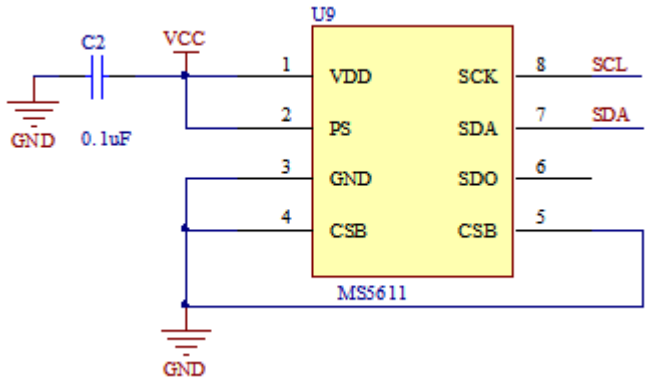 U9
C2
VCC
GND
0.1uF
1
VDD
SCK
8
SCL
2
PS
SDA
7
SDA
3
GND
SDO
6
4
CSB
CSB
5
MS5611
GND